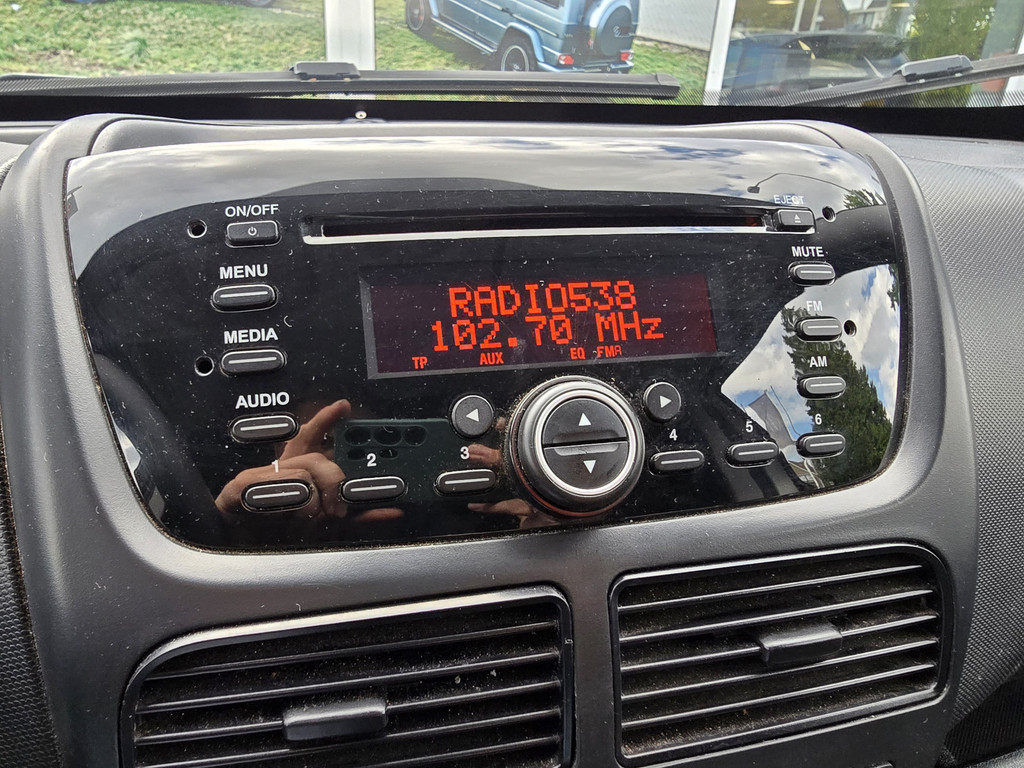 ON/OFF
EJECT
MENU
MUTE
MEDIA
FM
AUDIO
AM
RADIO538
102.70 MHz
TP AUX EQ FMA
1 2 3 4 5 6